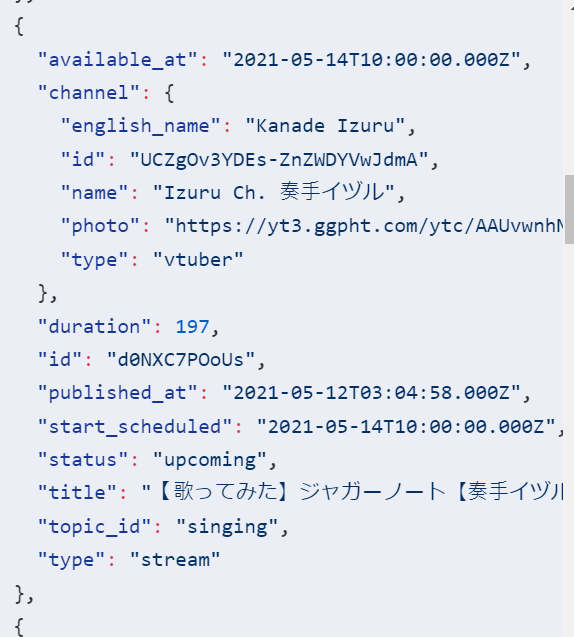 {
"available_at": "2021-05-14T10:00:00.000Z",
"channel": {
"english_name": "Kanade Izuru",
"id": "UCZgOv3YDEs-ZnZWDYVwJdmA",
"name": "Izuru Ch. 奏手イヅル",
"photo": "https://yt3.ggpht.com/ytc/AAUvwnhN
"type": "vtuber"
},
"duration": 197,
"id": "d0NXC7POoUs",
"published_at": "2021-05-12T03:04:58.000Z",
"start_scheduled": "2021-05-14T10:00:00.000Z",
"status": "upcoming",
"title": "【歌ってみた】ジャガーノート【奏手イヅル
"topic_id": "singing",
"type": "stream"
},
{